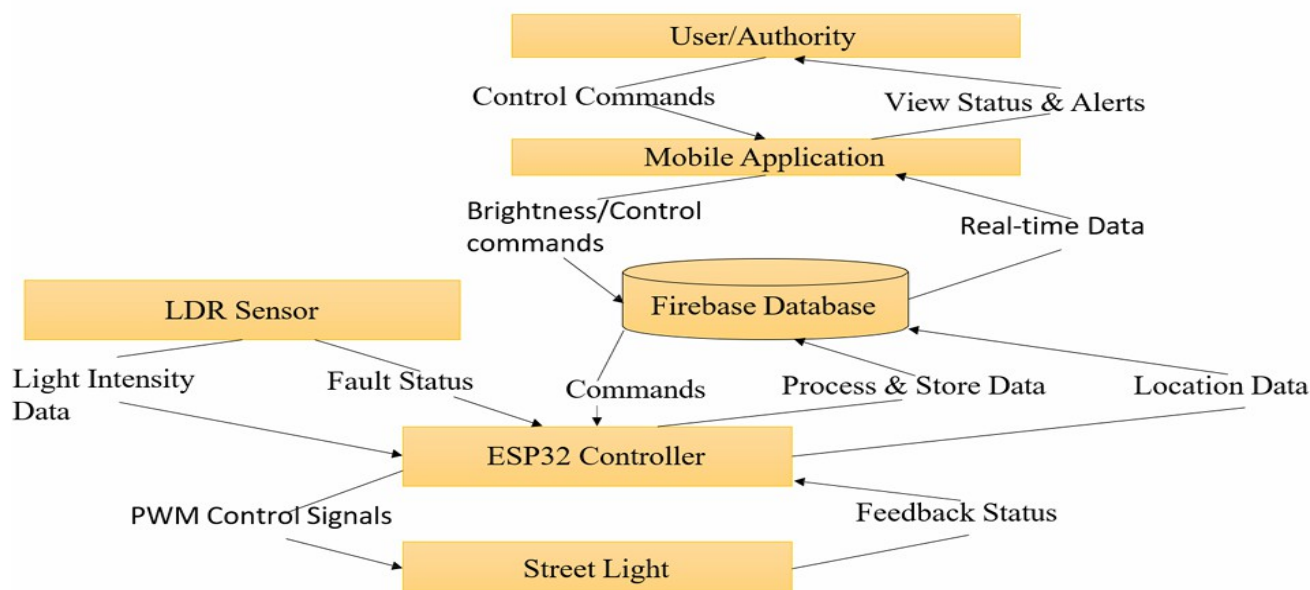 User/Authority
Control Commands
View Status & Alerts
Mobile Application
Brightness/Control
commands
Real-time Data
LDR Sensor
Firebase Database
Light Intensity
Data
Fault Status
Commands
Process & Store Data
Location Data
ESP32 Controller
PWM Control Signals
Feedback Status
Street Light